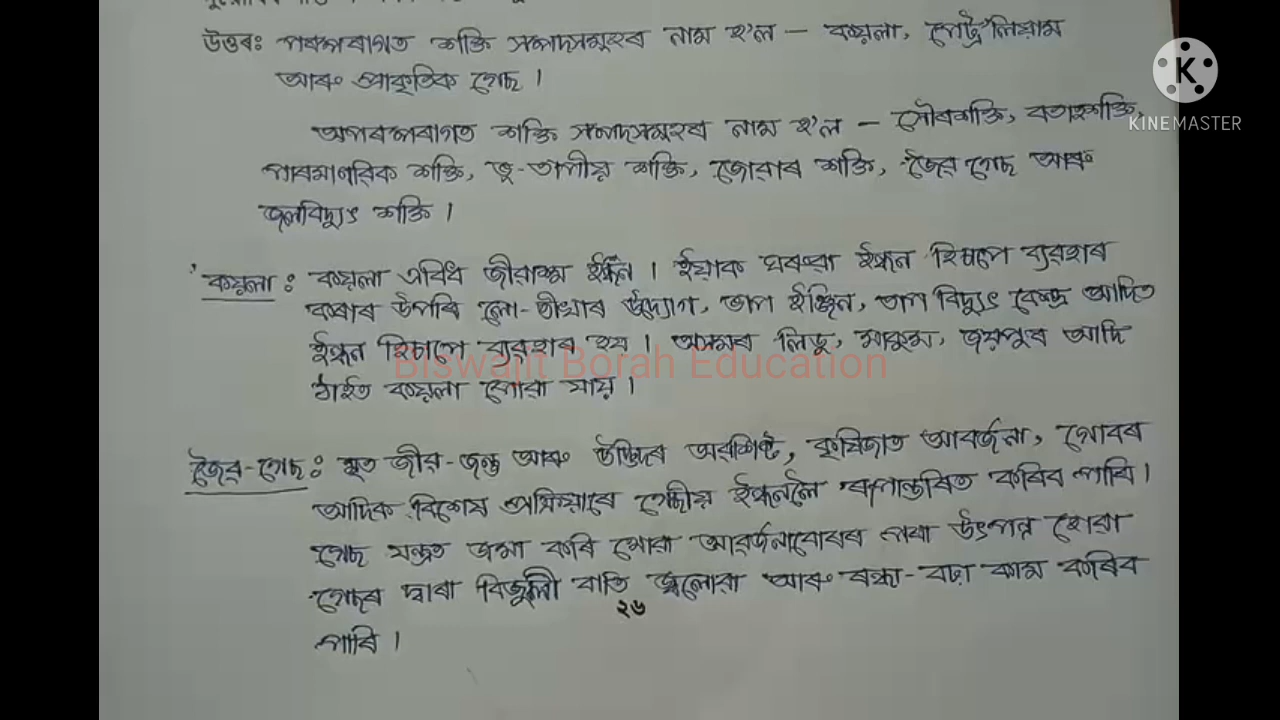 উত্তৰঃ পৰম্পৰাগত শক্তি সম্পদসমূহৰ নাম হ'ল — কয়লা, পেট্ৰ'লিয়াম
আৰু প্ৰাকৃতিক গেছ।
অপৰম্পৰাগত শক্তি সম্পদসমূহৰ নাম হ'ল — সৌৰশক্তি, বতাহশক্তি,
পাৰমাণৱিক শক্তি, ভূ-তাপীয় শক্তি, জোৱাৰ শক্তি, জৈৱ গেছ আৰু
জলবিদ্যুৎ শক্তি।
কয়লা : কয়লা এবিধ জীৱাশ্ম ইন্ধন। ইয়াক ঘৰুৱা ইন্ধন হিচাপে ব্যৱহাৰ
কৰাৰ উপৰি লো-তীখাৰ উদ্যোগ, ভাপ ইঞ্জিন, তাপ বিদ্যুৎ কেন্দ্ৰ আদিত
ইন্ধন হিচাপে ব্যৱহাৰ হয়। অসমৰ লিডু, মাকুম, জয়পুৰ আদি
ঠাইত কয়লা পোৱা যায়।
জৈৱ-গেছ : মৃত জীৱ-জন্তু আৰু উদ্ভিদৰ অৱশিষ্ট, কৃষিজাত আবৰ্জনা, গোবৰ
আদিক বিশেষ প্ৰক্ৰিয়াৰে গেছীয় ইন্ধনলৈ ৰূপান্তৰিত কৰিব পাৰি।
গেছ যন্ত্ৰত জমা কৰি থোৱা আবৰ্জনাবোৰৰ পৰা উৎপন্ন হোৱা
গেছৰ দ্বাৰা বিজুলী বাতি জ্বলোৱা আৰু ৰন্ধা-বঢ়া কাম কৰিব
পাৰি।
২৬
Biswajit Borah Education
K
KINEMASTER